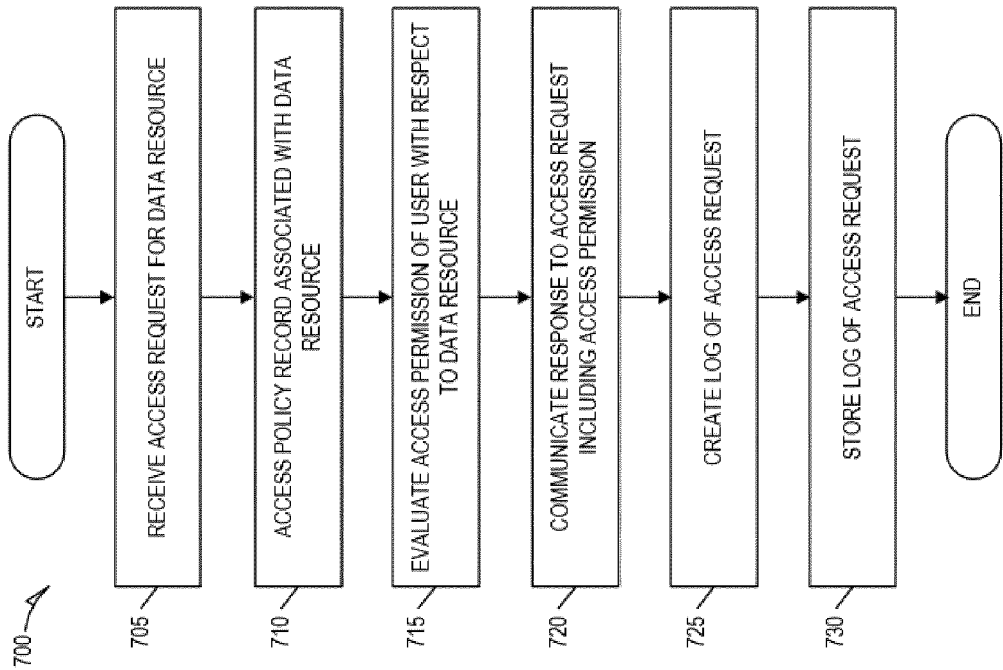 700
START
705
RECEIVE ACCESS REQUEST FOR DATA RESOURCE
710
ACCESS POLICY RECORD ASSOCIATED WITH DATA
RESOURCE
715
EVALUATE ACCESS PERMISSION OF USER WITH RESPECT
TO DATA RESOURCE
720
COMMUNICATE RESPONSE TO ACCESS REQUEST
INCLUDING ACCESS PERMISSION
725
CREATE LOG OF ACCESS REQUEST
730
STORE LOG OF ACCESS REQUEST
END